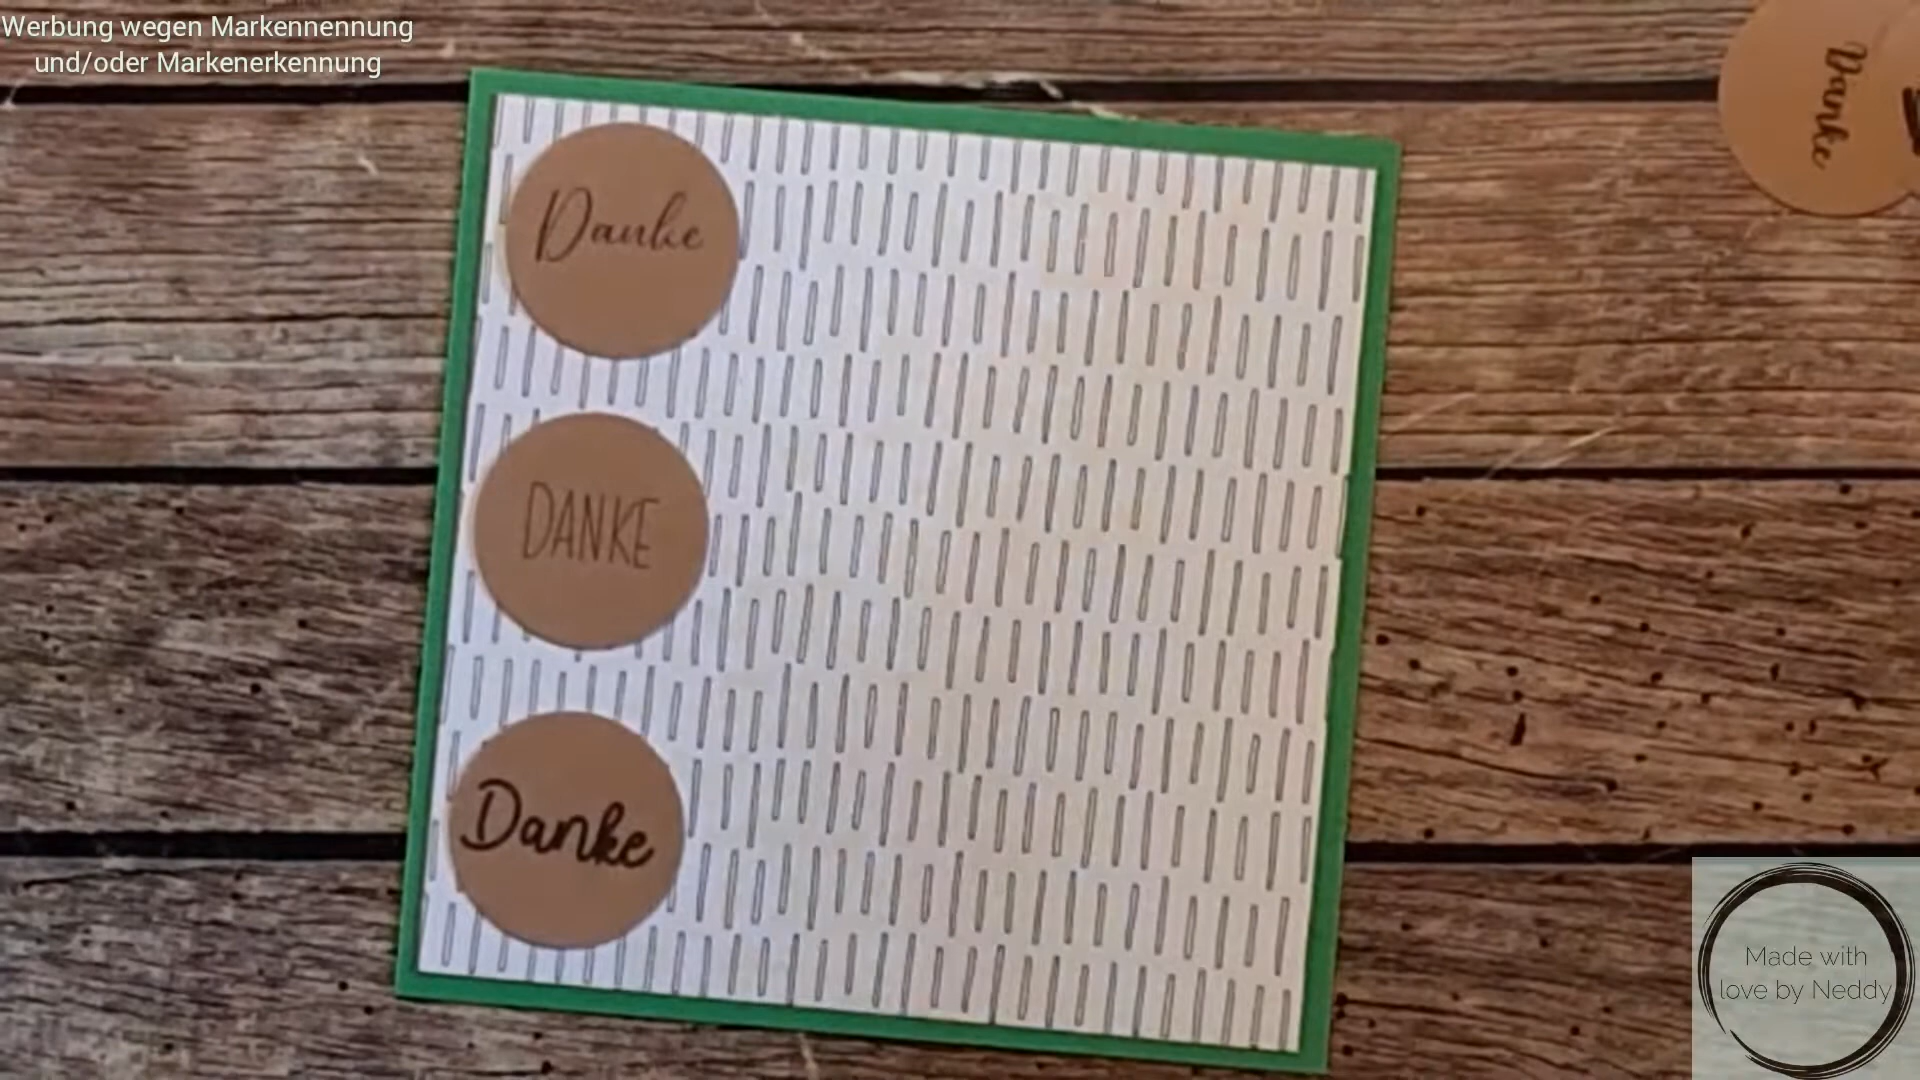 Werbung wegen Markennennung
und/oder Markenerkennung
Danke
Danke
DANKE
Danke
Made with
love by Neddy